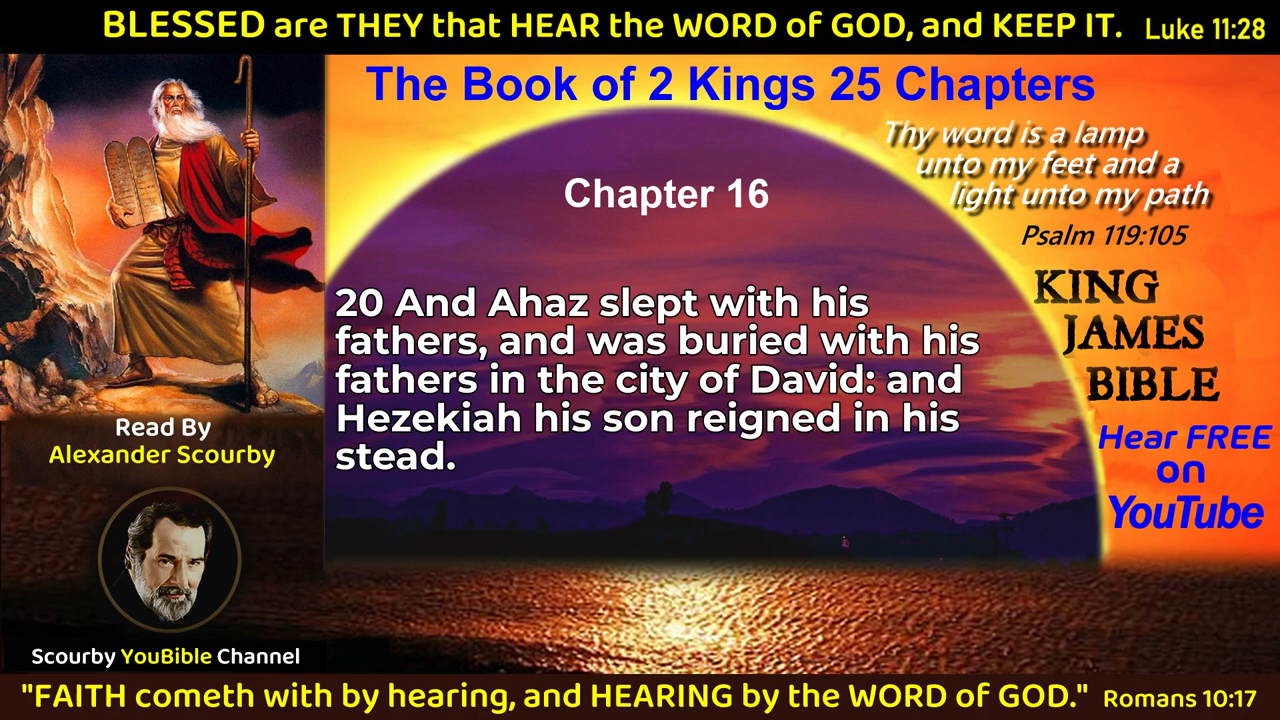 BLESSED are THEY that HEAR the WORD of GOD, and KEEP IT. Luke 11:28
The Book of 2 Kings 25 Chapters
Thy word is a lamp
unto my feet and a
light unto my path
Psalm 119:105
Chapter 16
KING
JAMES
BIBLE
20 And Ahaz slept with his
fathers, and was buried with his
fathers in the city of David: and
Hezekiah his son reigned in his
stead.
Hear FREE
on
YouTube
Read By
Alexander Scourby
Scourby YouBible Channel
"FAITH cometh with by hearing, and HEARING by the WORD of GOD." Romans 10:17